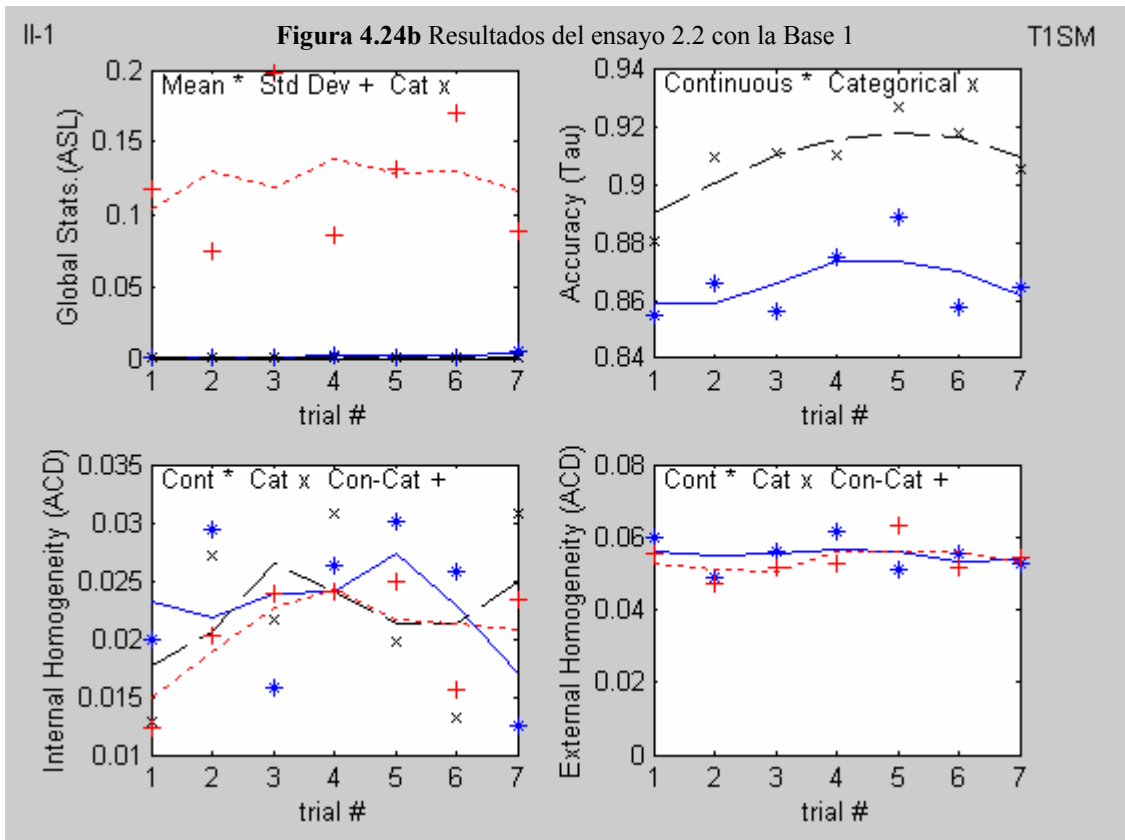 II-1
Figura 4.24b Resultados del ensayo 2.2 con la Base 1
T1SM
Mean * Std Dev + Cat x
Global Stats.(ASL)
0.2
0.15
0.1
0.05
0
1 2 3 4 5 6 7
trial #
Continuous * Categorical x
Accuracy (Tau)
0.94
0.92
0.9
0.88
0.86
0.84
1 2 3 4 5 6 7
trial #
Cont * Cat x Con-Cat +
Internal Homogeneity (ACD)
0.035
0.03
0.025
0.02
0.015
0.01
1 2 3 4 5 6 7
trial #
Cont * Cat x Con-Cat +
External Homogeneity (ACD)
0.08
0.06
0.04
0.02
0
1 2 3 4 5 6 7
trial #